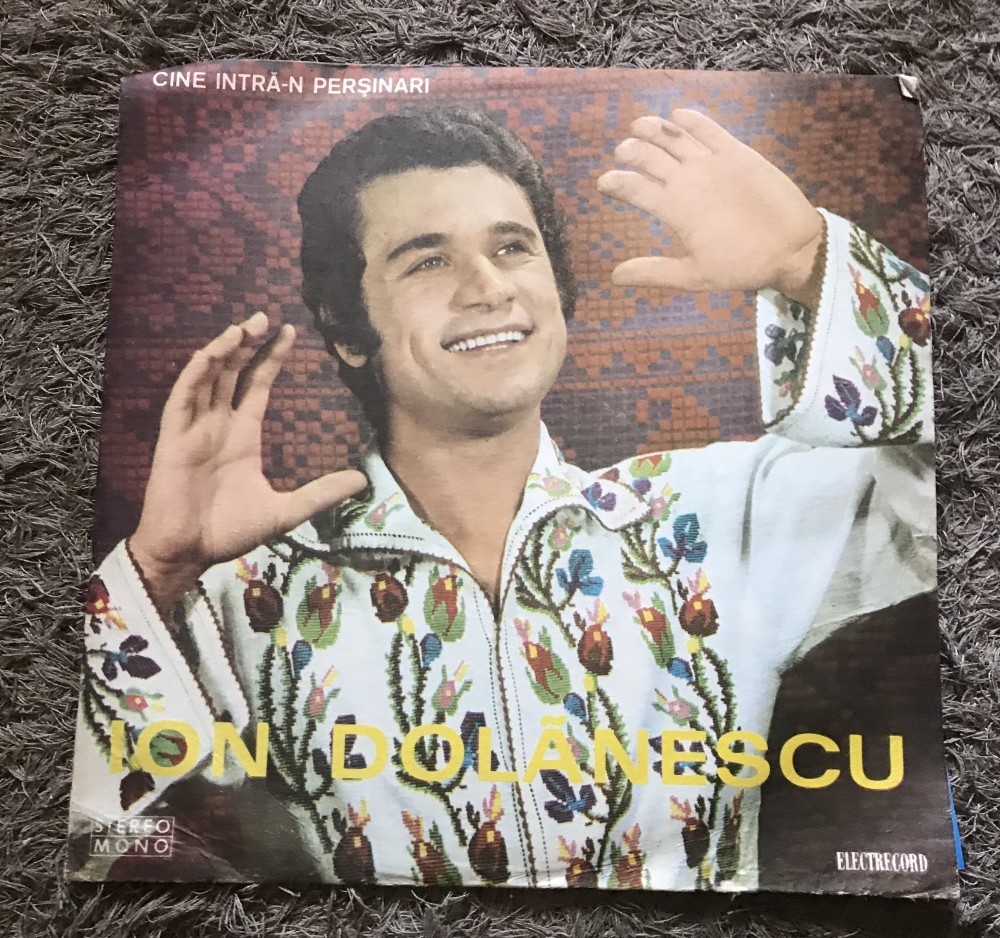 CINE INTRĂ-N PERŞINARI
ION DOLÃNESCU
STEREO
MONO
ELECTRECORD